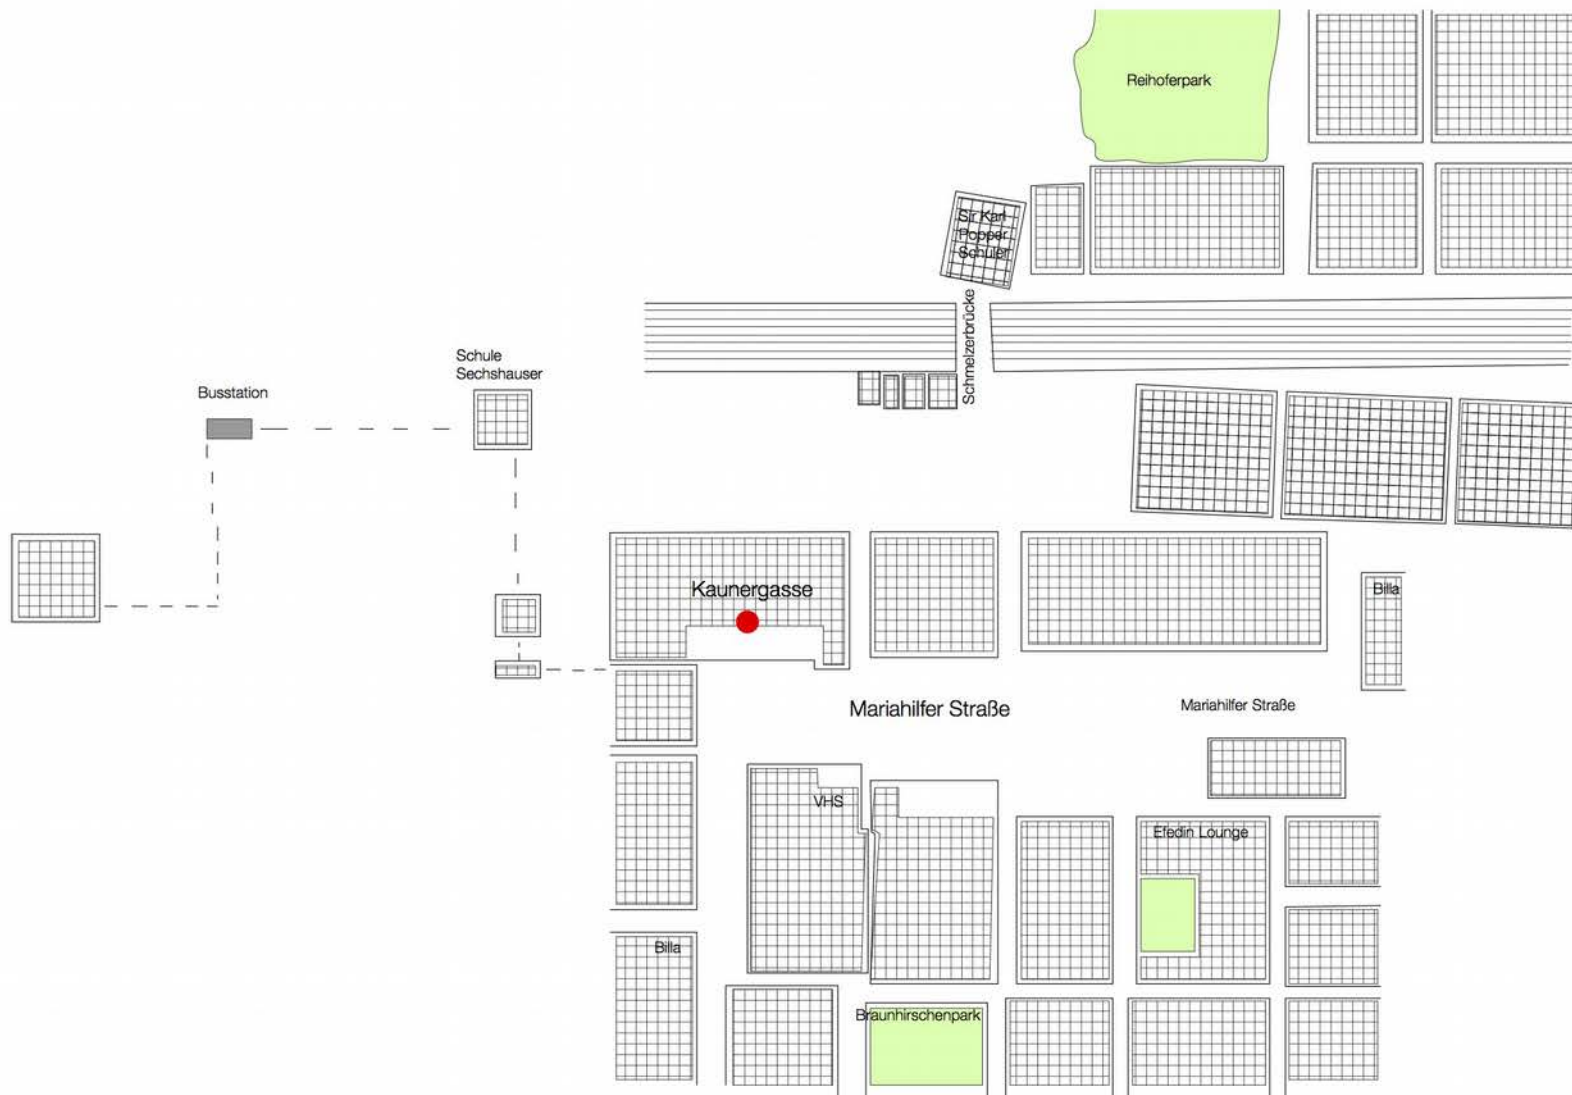 Reihoferpark
Sir Karl
Popper
Schuler
Schmelzerbrücke
Schule
Sechshauser
Busstation
Kaunergasse
Billa
Mariahilfer Straße
Mariahilfer Straße
VHS
Efedin Lounge
Billa
Braunhirschenpark